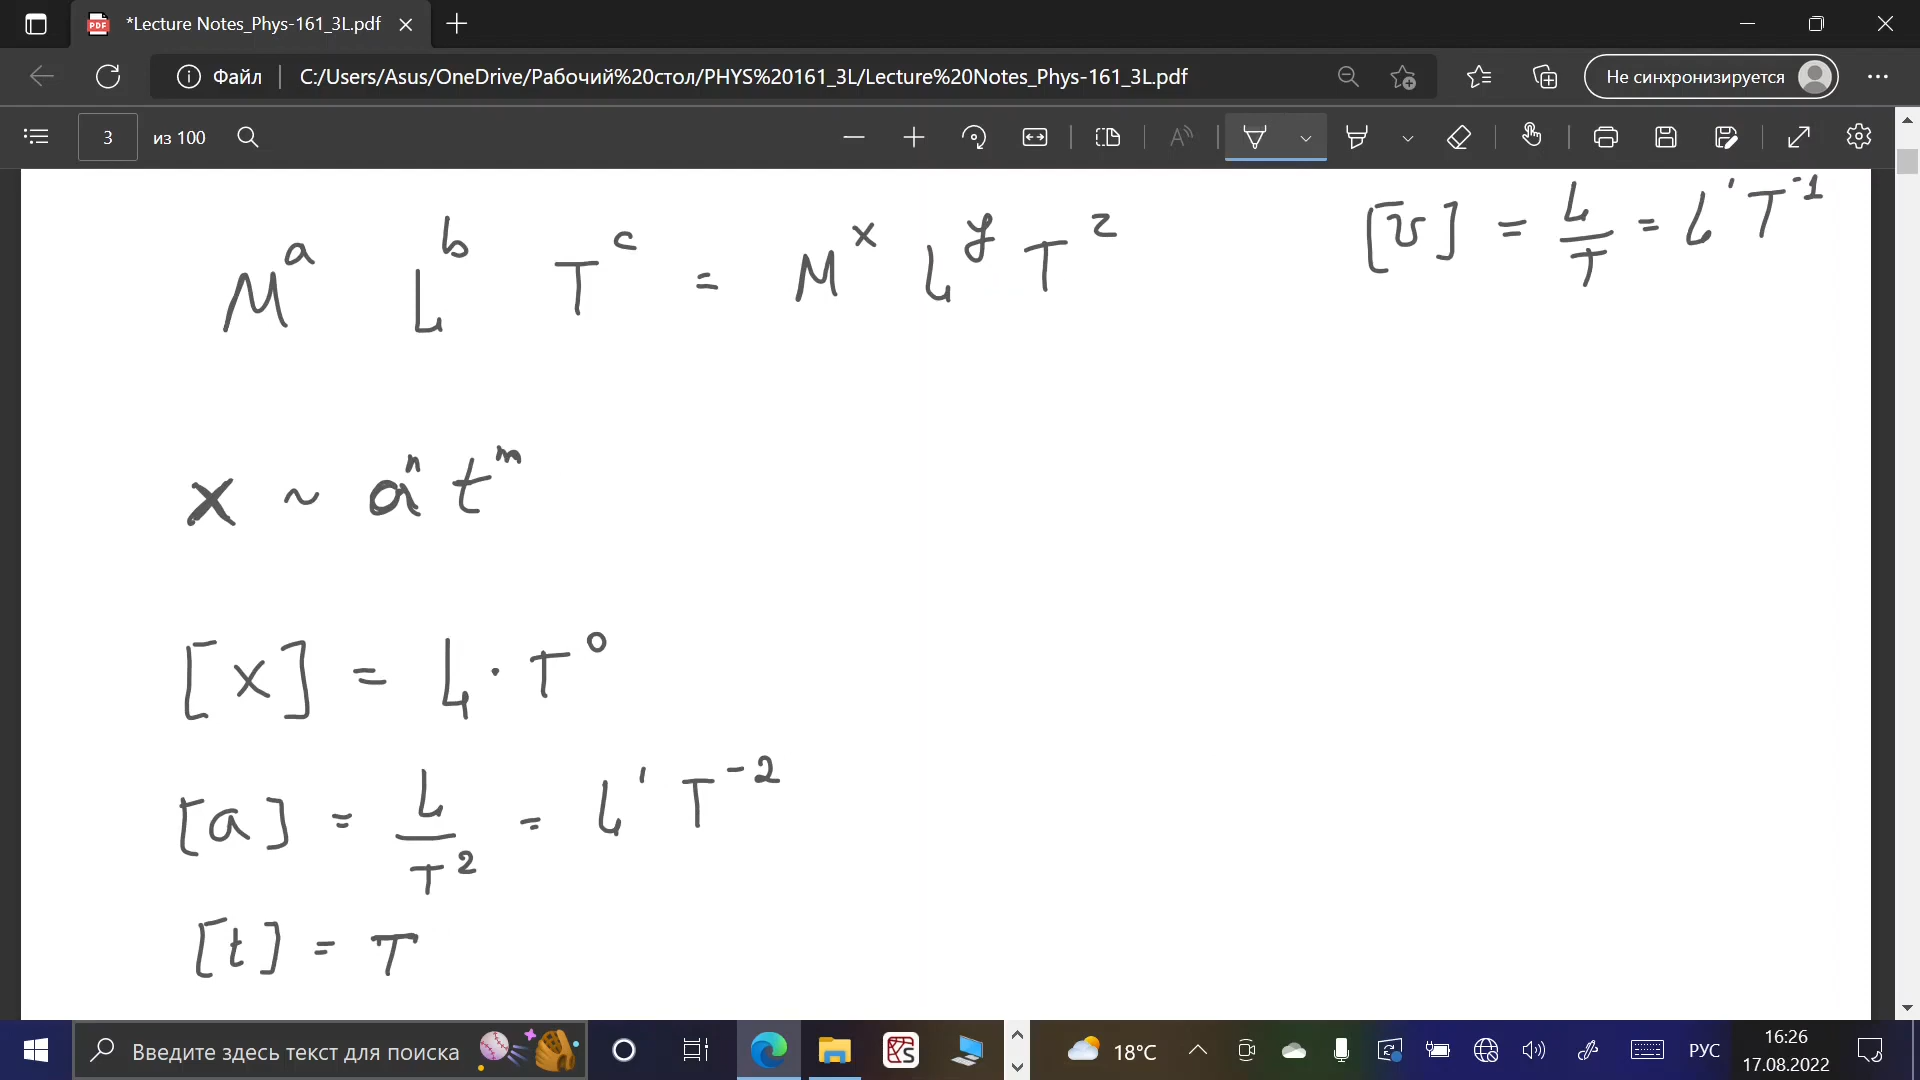 *Lecture Notes_Phys-161_3L.pdf
Файл C:/Users/Asus/OneDrive/Рабочий%20стол/PHYS%20161_3L/Lecture%20Notes_Phys-161_3L.pdf Не синхронизируется
3 из 100
M^a L^b T^c = M^x L^y T^z
[v] = L/T = L^1 T^-1
x ~ a^n t^m
[x] = L · T^0
[a] = L/T^2 = L^1 T^-2
[t] = T
Введите здесь текст для поиска 18°C РУС 16:26
17.08.2022